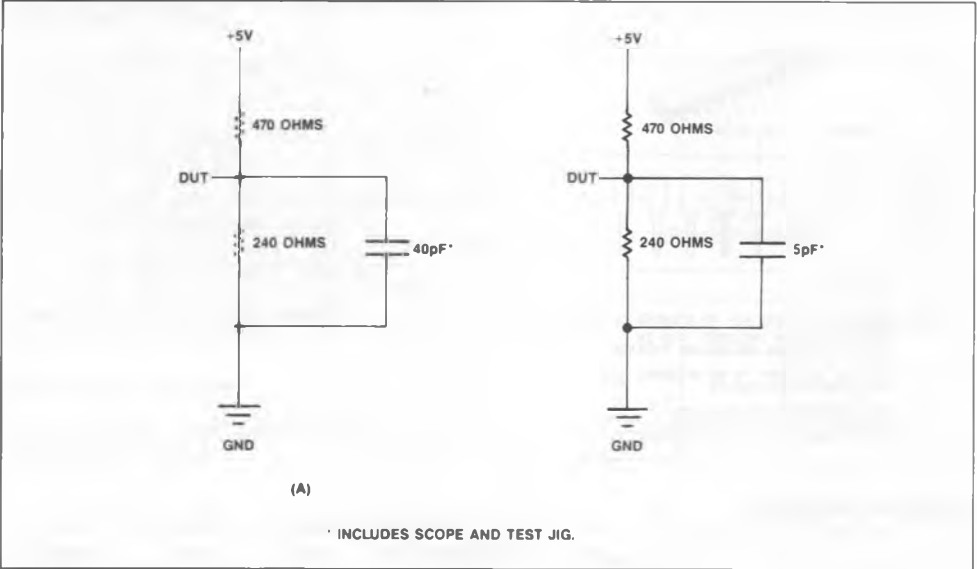 +5V
470 OHMS
DUT
240 OHMS
40pF*
GND
(A)
+5V
470 OHMS
DUT
240 OHMS
5pF*
GND
* INCLUDES SCOPE AND TEST JIG.